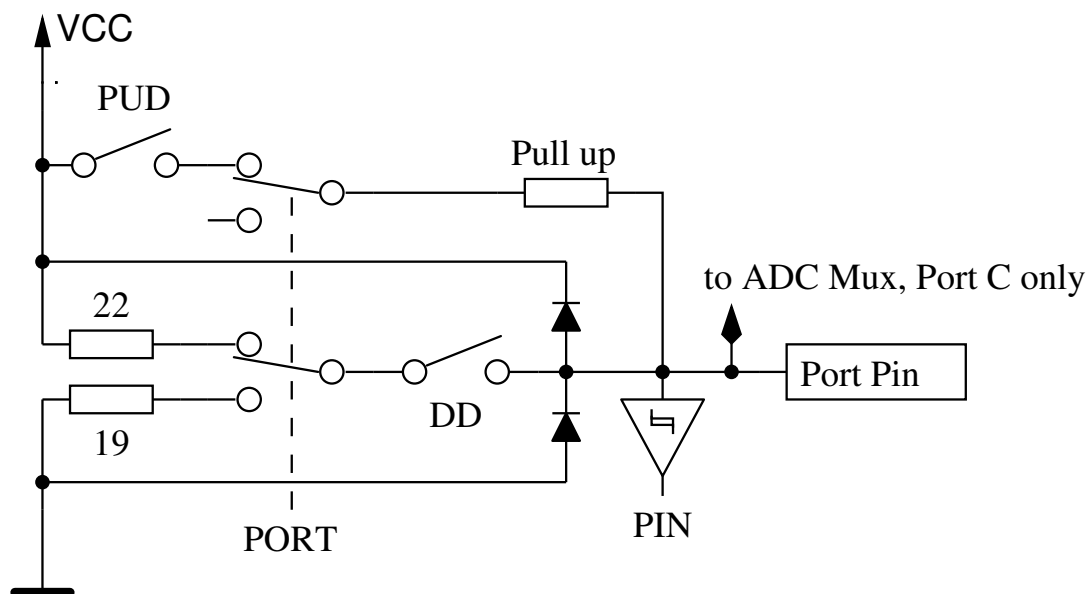 VCC
PUD
Pull up
to ADC Mux, Port C only
22
Port Pin
DD
19
PORT
PIN